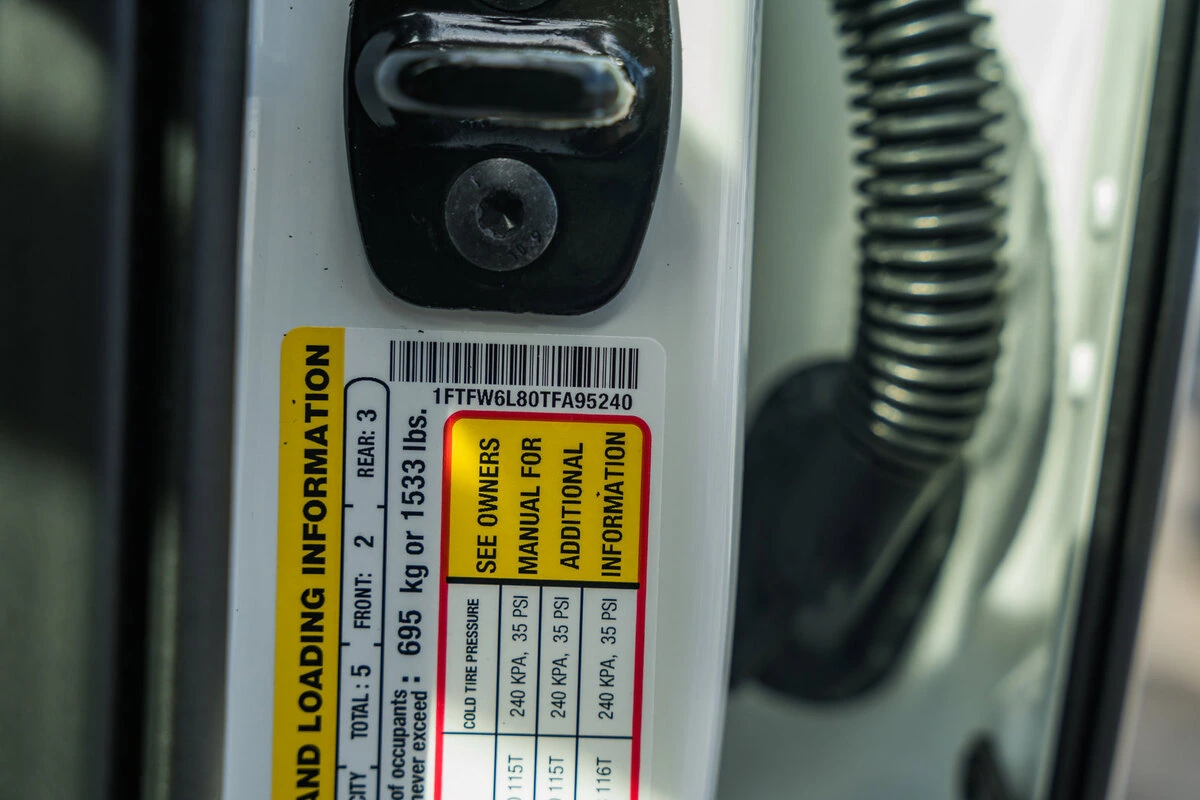 10.9
1FTFW6L80TFA95240
AND LOADING INFORMATION
CITY TOTAL: 5 FRONT: 2 REAR: 3
of occupants :
never exceed : 695 kg or 1533 lbs.
SEE OWNERS
MANUAL FOR
ADDITIONAL
INFORMATION
COLD TIRE PRESSURE
115T 240 KPA, 35 PSI
115T 240 KPA, 35 PSI
116T 240 KPA, 35 PSI